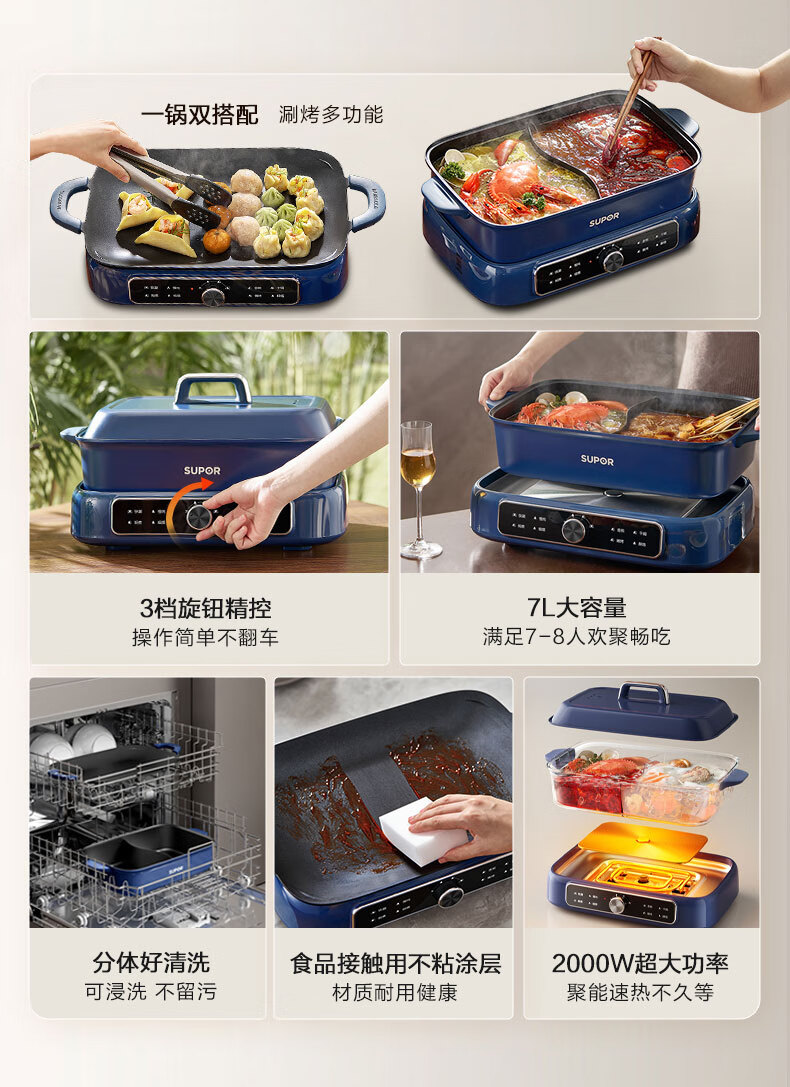 一锅双搭配 涮烤多功能
SUPOR
SUPOR
SUPOR
3档旋钮精控
操作简单不翻车
7L大容量
满足7-8人欢聚畅吃
SUPOR
分体好清洗
可浸洗 不留污
食品接触用不粘涂层
材质耐用健康
2000W超大功率
聚能速热不久等